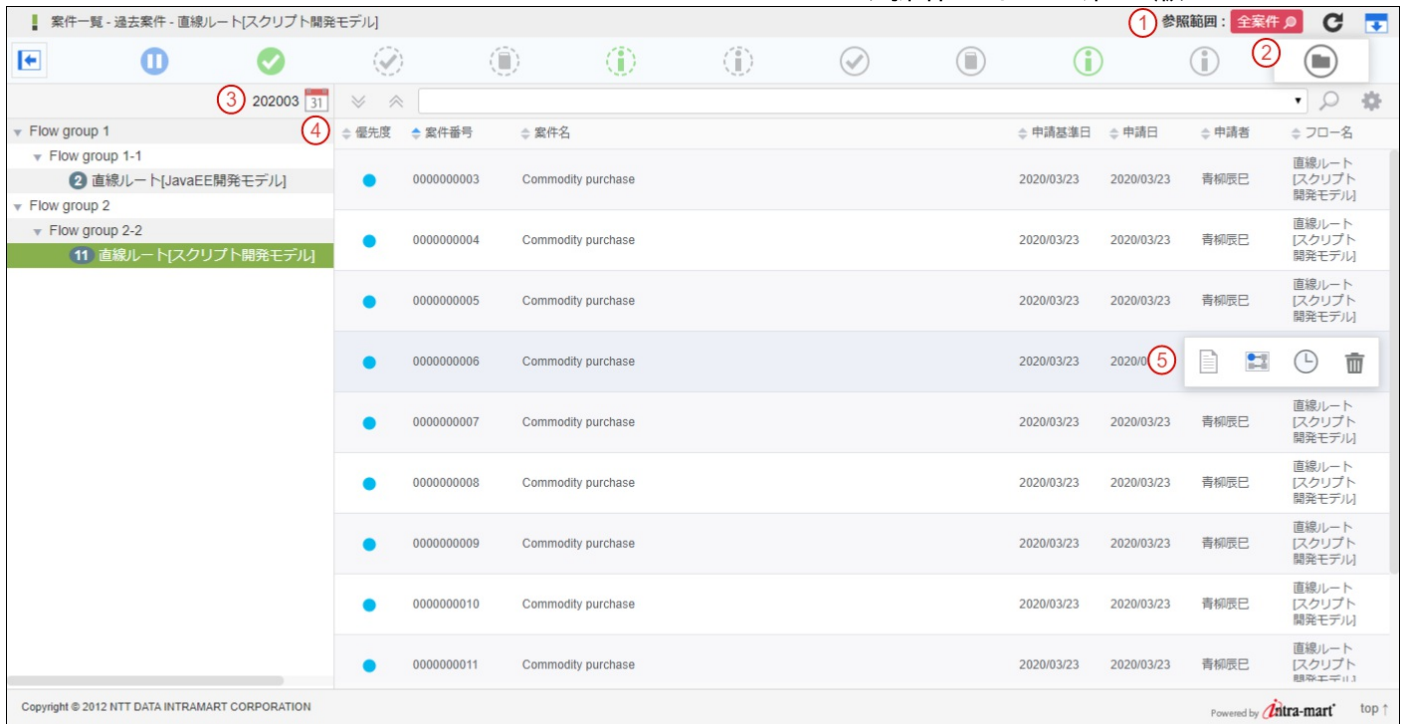 案件一覧 - 過去案件 - 直線ルート[スクリプト開発モデル]
① 参照範囲： 全案件
②
③ 202003 31
▼ Flow group 1
▼ Flow group 1-1
2 直線ルート[JavaEE開発モデル]
▼ Flow group 2
▼ Flow group 2-2
11 直線ルート[スクリプト開発モデル]
④ 優先度 案件番号 案件名 申請基準日 申請日 申請者 フロー名
0000000003 Commodity purchase 2020/03/23 2020/03/23 青柳辰巳 直線ルート
[スクリプト
開発モデル]
0000000004 Commodity purchase 2020/03/23 2020/03/23 青柳辰巳 直線ルート
[スクリプト
開発モデル]
0000000005 Commodity purchase 2020/03/23 2020/03/23 青柳辰巳 直線ルート
[スクリプト
開発モデル]
0000000006 Commodity purchase 2020/03/23 2020/0 ⑤
0000000007 Commodity purchase 2020/03/23 2020/03/23 青柳辰巳 直線ルート
[スクリプト
開発モデル]
0000000008 Commodity purchase 2020/03/23 2020/03/23 青柳辰巳 直線ルート
[スクリプト
開発モデル]
0000000009 Commodity purchase 2020/03/23 2020/03/23 青柳辰巳 直線ルート
[スクリプト
開発モデル]
0000000010 Commodity purchase 2020/03/23 2020/03/23 青柳辰巳 直線ルート
[スクリプト
開発モデル]
0000000011 Commodity purchase 2020/03/23 2020/03/23 青柳辰巳 直線ルート
[スクリプト
Copyright © 2012 NTT DATA INTRAMART CORPORATION
Powered by intra-mart top ↑